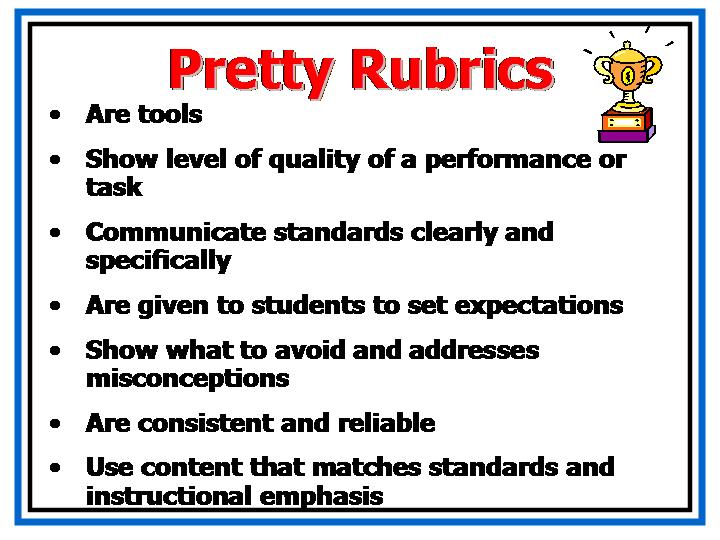 Pretty Rubrics
• Are tools
• Show level of quality of a performance or
task
• Communicate standards clearly and
specifically
• Are given to students to set expectations
• Show what to avoid and addresses
misconceptions
• Are consistent and reliable
• Use content that matches standards and
instructional emphasis